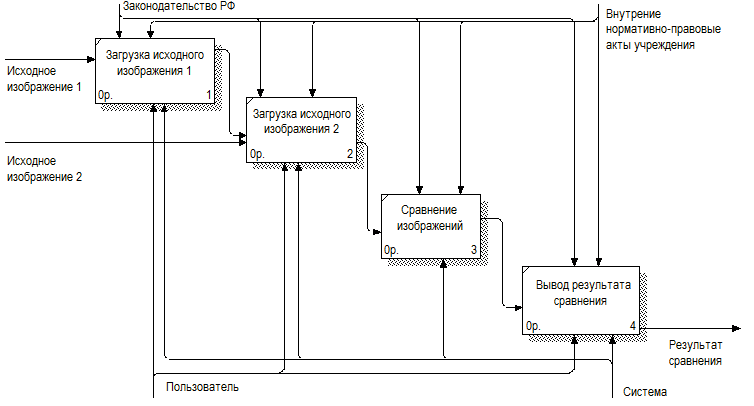 Законодательство РФ
Внутрение
нормативно-правовые
акты учреждения
Загрузка исходного
изображения 1
0р.
1
Исходное
изображение 1
Загрузка исходного
изображения 2
0р.
2
Исходное
изображение 2
Сравнение
изображений
0р.
3
Вывод результата
сравнения
0р.
4
Результат
сравнения
Пользователь
Система